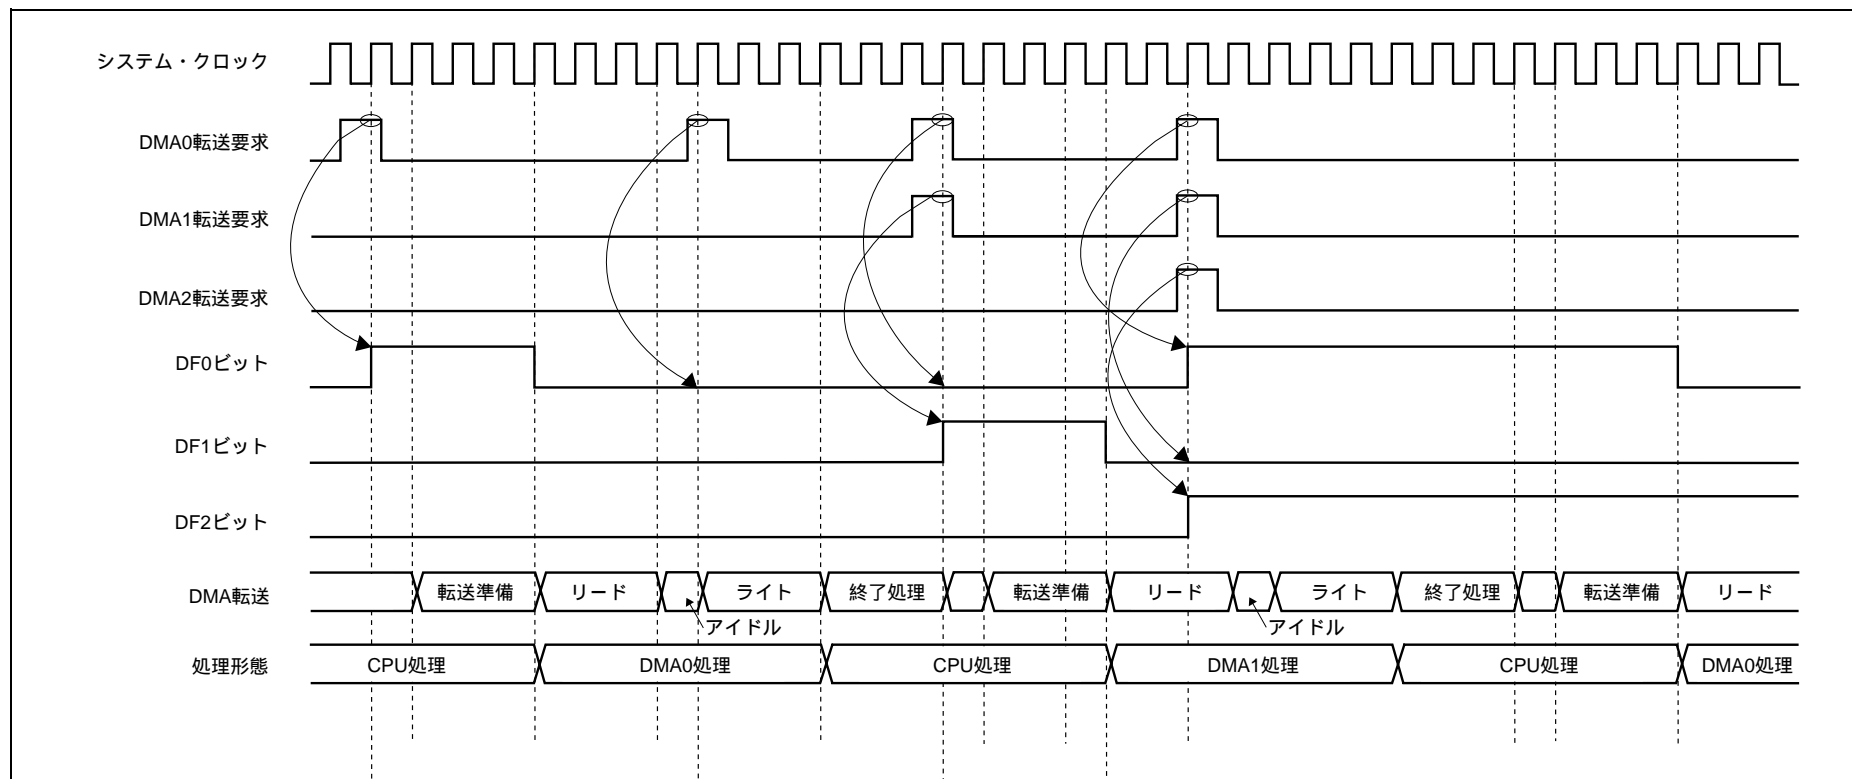 システム・クロック
DMA0転送要求
DMA1転送要求
DMA2転送要求
DF0ビット
DF1ビット
DF2ビット
DMA転送
転送準備
リード
ライト
終了処理
転送準備
リード
ライト
終了処理
転送準備
リード
アイドル
アイドル
処理形態
CPU処理
DMA0処理
CPU処理
DMA1処理
CPU処理
DMA0処理